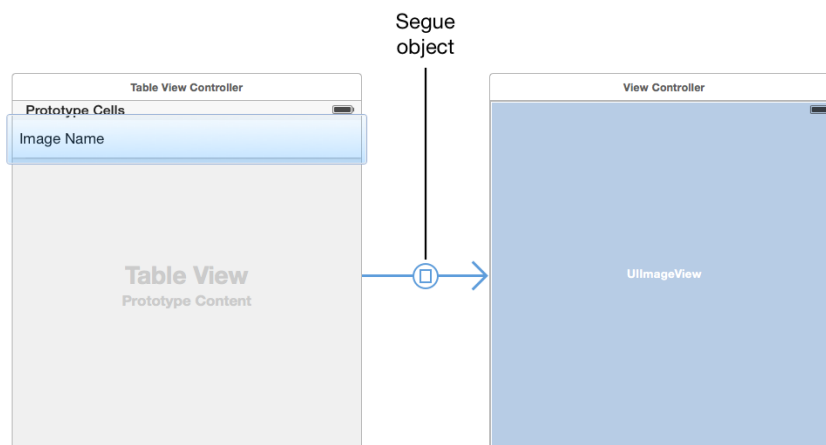 Segue
object
Table View Controller
Prototype Cells
Image Name
Table View
Prototype Content
View Controller
UIImageView